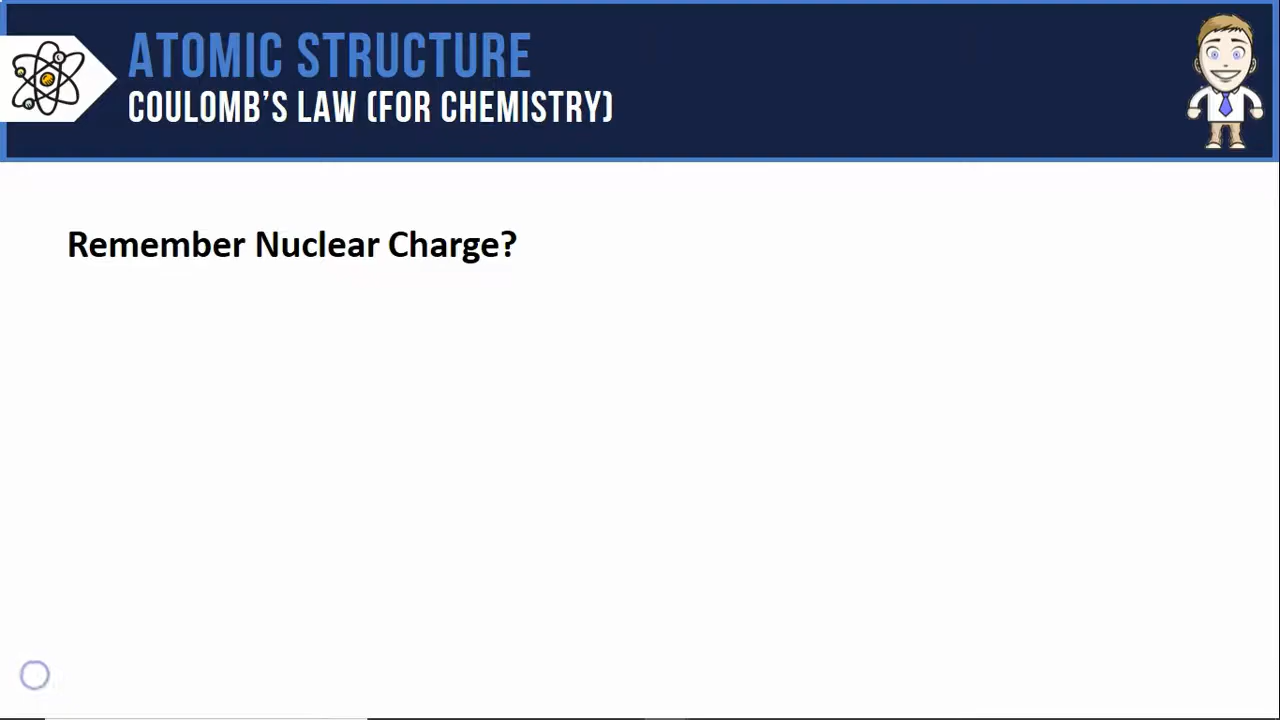 ATOMIC STRUCTURE
COULOMB'S LAW (FOR CHEMISTRY)
Remember Nuclear Charge?